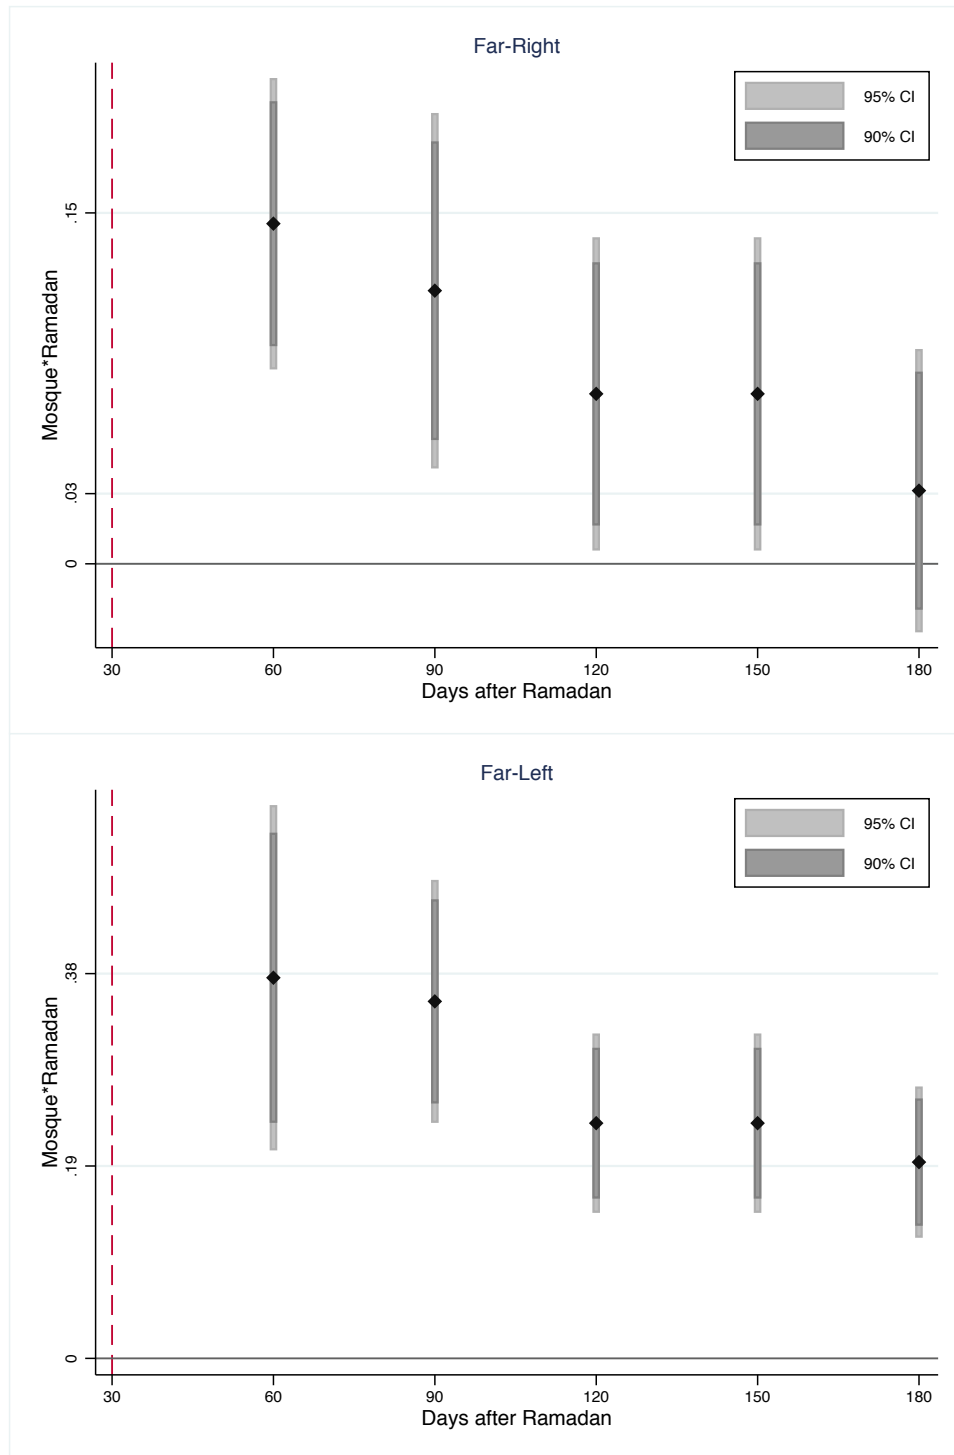 Far-Right
95% CI
90% CI
Mosque*Ramadan
.15
.03
0
30 60 90 120 150 180
Days after Ramadan
Far-Left
95% CI
90% CI
Mosque*Ramadan
.38
.19
0
30 60 90 120 150 180
Days after Ramadan